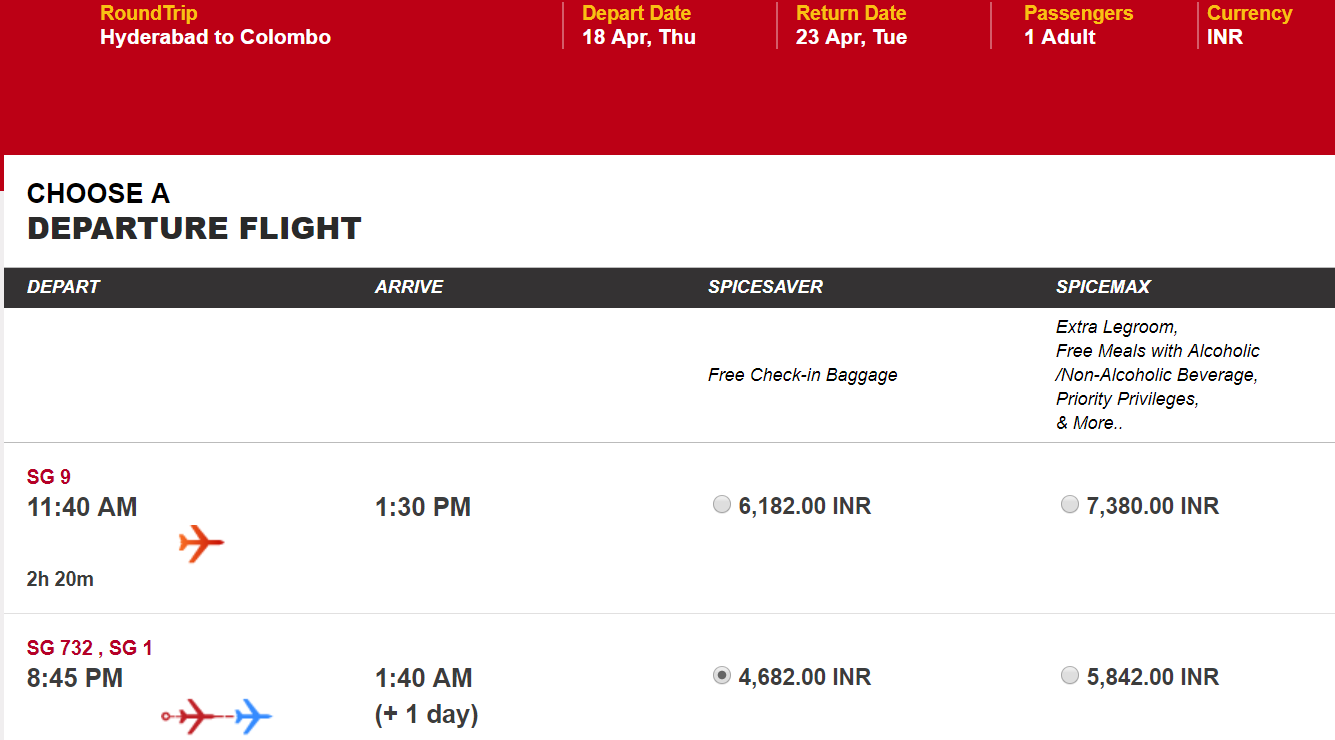 RoundTrip
Hyderabad to Colombo
Depart Date
18 Apr, Thu
Return Date
23 Apr, Tue
Passengers
1 Adult
Currency
INR
CHOOSE A
DEPARTURE FLIGHT
DEPART ARRIVE SPICESAVER SPICEMAX
Free Check-in Baggage
Extra Legroom,
Free Meals with Alcoholic
/Non-Alcoholic Beverage,
Priority Privileges,
& More..
SG 9
11:40 AM 1:30 PM 6,182.00 INR 7,380.00 INR
2h 20m
SG 732 , SG 1
8:45 PM 1:40 AM 4,682.00 INR 5,842.00 INR
(+ 1 day)